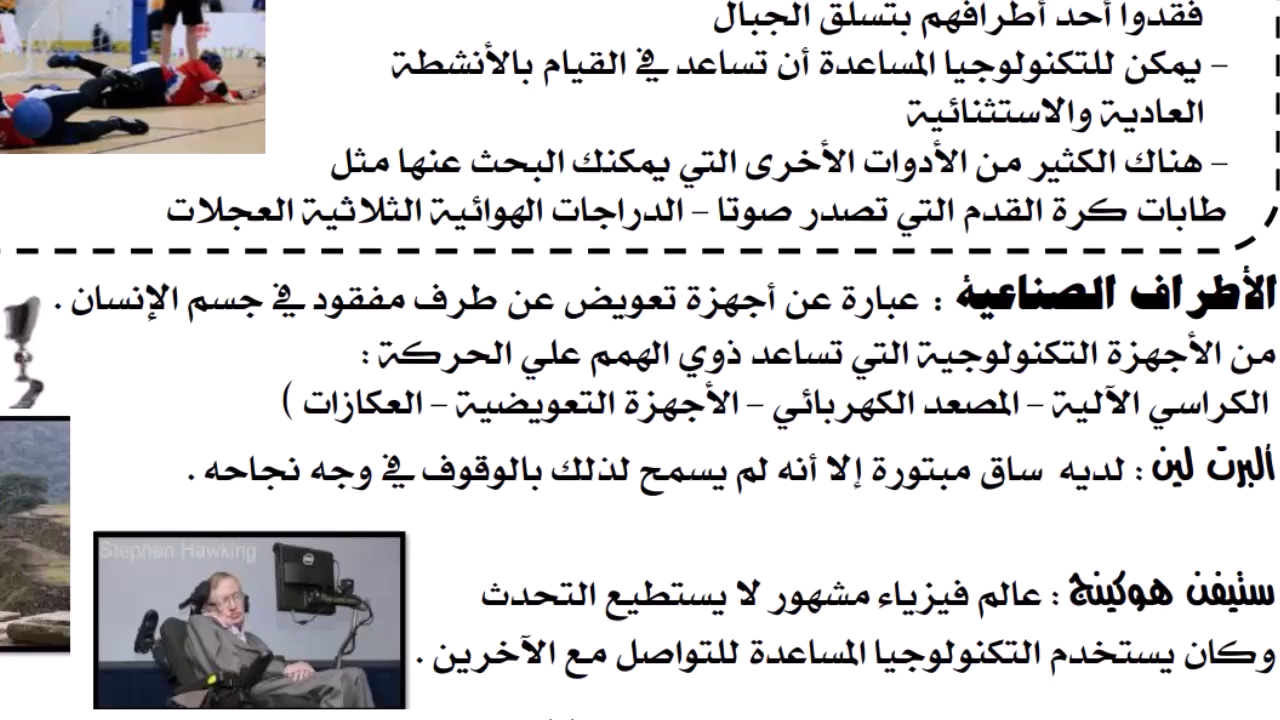 فقدوا أحد أطرافهم بتسلق الجبال
– يمكن للتكنولوجيا المساعدة أن تساعد في القيام بالأنشطة
العادية والاستثنائية
– هناك الكثير من الأدوات الأخرى التي يمكنك البحث عنها مثل
طابات كرة القدم التي تصدر صوتا – الدراجات الهوائية الثلاثية العجلات
الأطراف الصناعية : عبارة عن أجهزة تعويض عن طرف مفقود في جسم الإنسان .
من الأجهزة التكنولوجية التي تساعد ذوي الهمم علي الحركة :
الكراسي الآلية – المصعد الكهربائي – الأجهزة التعويضية – العكازات )
ألبرت لين : لديه ساق مبتورة إلا أنه لم يسمح لذلك بالوقوف في وجه نجاحه .
Stephen Hawking
ستيفن هوكينج : عالم فيزياء مشهور لا يستطيع التحدث
وكان يستخدم التكنولوجيا المساعدة للتواصل مع الآخرين .